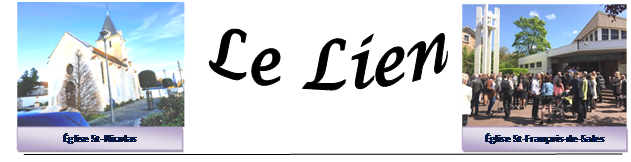 Le Lien
Église St-Nicolas
Église St-François-de-Sales